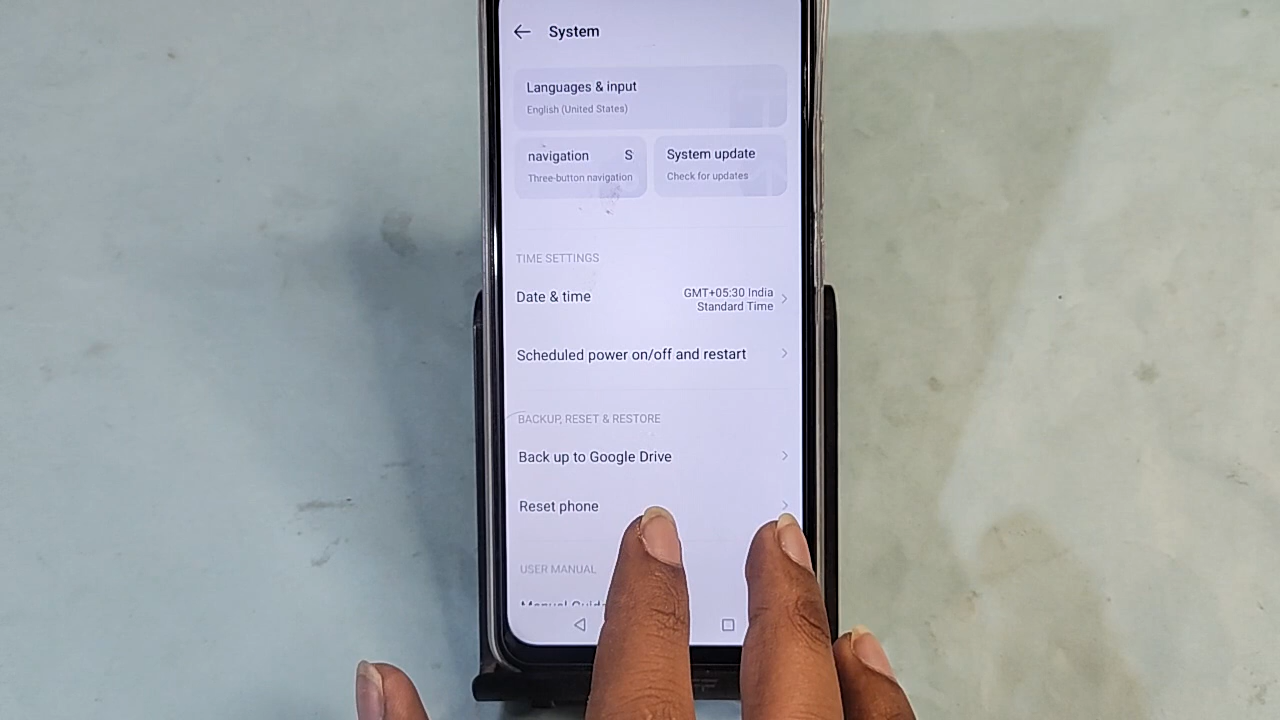 System
Languages & input
English (United States)
navigation S
Three-button navigation
System update
Check for updates
TIME SETTINGS
Date & time
GMT+05:30 India
Standard Time
Scheduled power on/off and restart
BACKUP, RESET & RESTORE
Back up to Google Drive
Reset phone
USER MANUAL